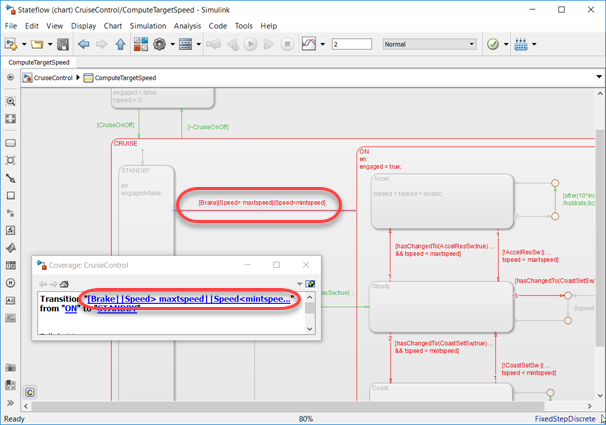 Stateflow (chart) CruiseControl/ComputeTargetSpeed - Simulink
File Edit View Display Chart Simulation Analysis Code Tools Help
2 Normal
ComputeTargetSpeed
CruiseControl ComputeTargetSpeed
engaged = false;
tspeed = 0;
[CruiseOnOff] [~CruiseOnOff]
CRUISE
STANDBY
en:
engaged=false;
[Brake||Speed> maxtspeed||Speed<mintspeed]
ON
en:
engaged = true;
Accel
tspeed = tspeed + incdec;
[after(10*inc
/holdrate,tic
2
1
[hasChangedTo(AccelResSw,true) ...
&& tspeed < maxtspeed]
[!AccelResSw || ...
tspeed >= maxtspeed]
[hasChangedTo(CoastSetSw
Sw,true)
Steady
3
[tspeed
2
1
[hasChangedTo(CoastSetSw,true) ...
&& tspeed > mintspeed]
[!CoastSetSw || ...
tspeed <= mintspeed]
1
Coast
Coverage: CruiseControl
Transition "[Brake||Speed> maxtspeed||Speed<mintspee..."
from "ON" to "STANDBY"
Ready 80% FixedStepDiscrete